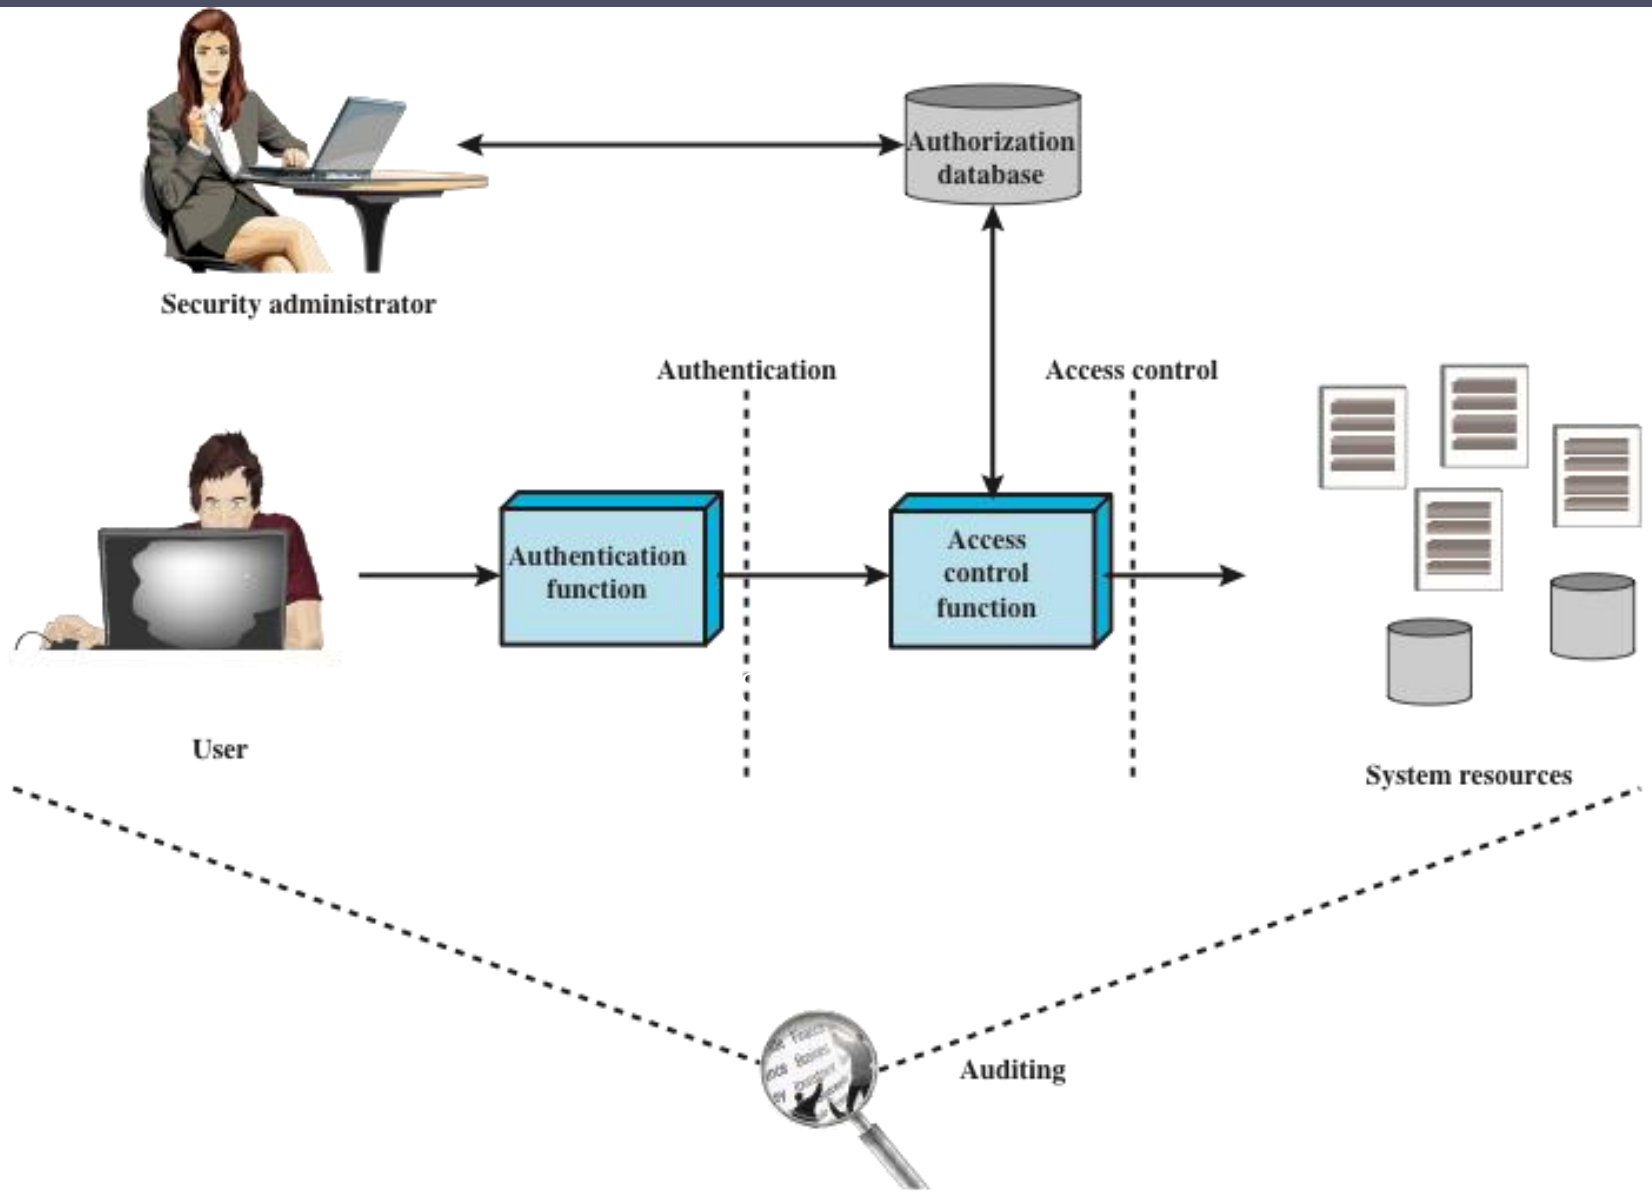 Authorization
database
Security administrator
Authentication
Access control
Authentication
function
Access
control
function
User
System resources
Auditing